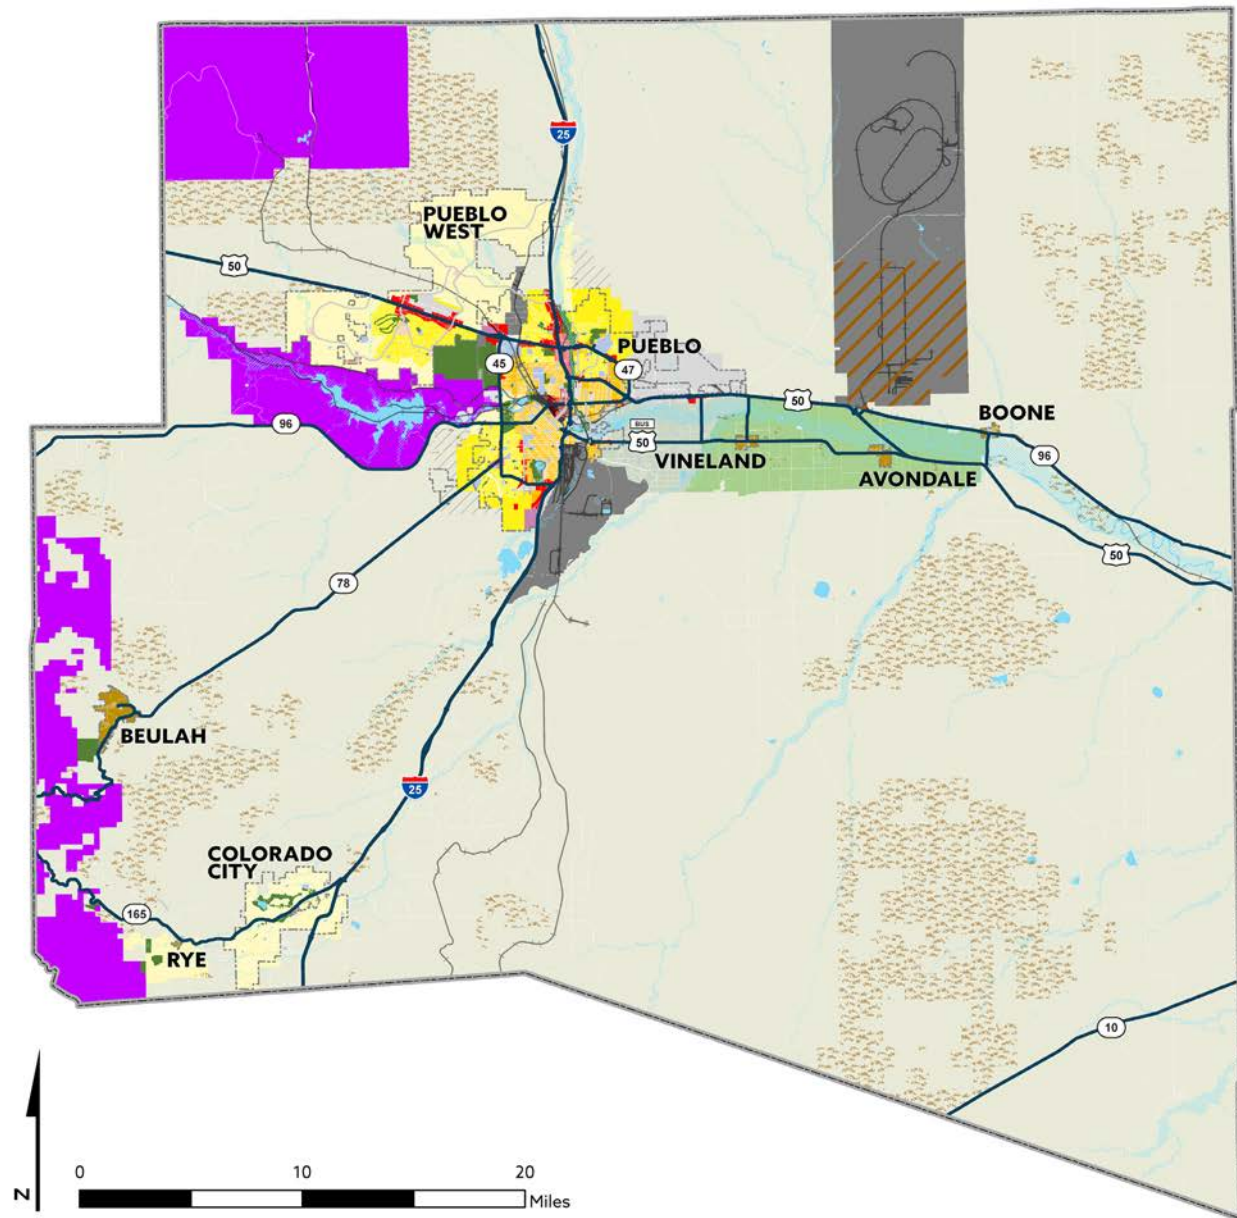 25
PUEBLO
WEST
50
PUEBLO
45
47
50
BOONE
96
BUS
50
VINELAND
AVONDALE
96
50
78
BEULAH
25
COLORADO
CITY
165
RYE
10
N
0 10 20
Miles